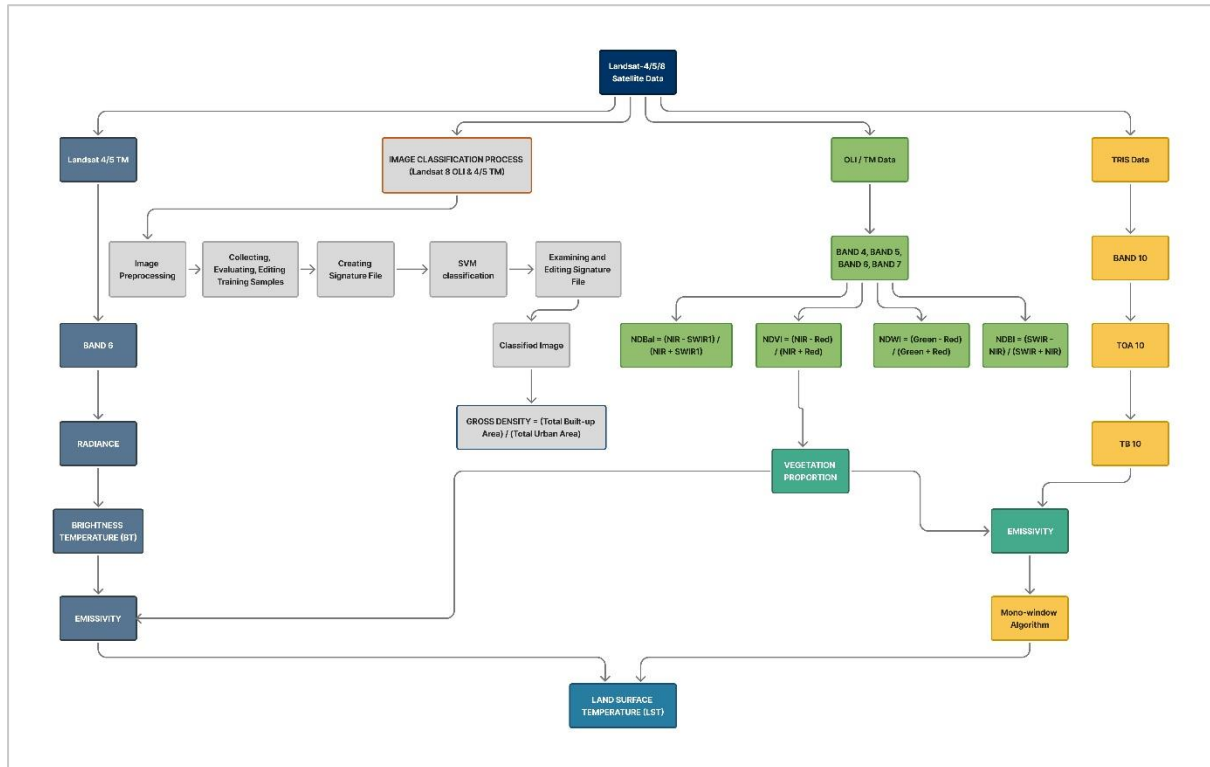 Landsat-4/5/8
Satellite Data
Landsat 4/5 TM
IMAGE CLASSIFICATION PROCESS
(Landsat 8 OLI & 4/5 TM)
OLI / TM Data
TRIS Data
Image
Preprocessing
Collecting,
Evaluating, Editing
Training Samples
Creating
Signature File
SVM
classification
Examining and
Editing Signature
File
BAND 4, BAND 5,
BAND 6, BAND 7
BAND 10
BAND 6
Classified Image
NDBal = (NIR - SWIR1) /
(NIR + SWIR1)
NDVI = (NIR - Red)
/ (NIR + Red)
NDWI = (Green - Red)
/ (Green + Red)
NDBI = (SWIR -
NIR) / (SWIR + NIR)
TOA 10
GROSS DENSITY = (Total Built-up
Area) / (Total Urban Area)
RADIANCE
VEGETATION
PROPORTION
TB 10
BRIGHTNESS
TEMPERATURE (BT)
EMISSIVITY
EMISSIVITY
Mono-window
Algorithm
LAND SURFACE
TEMPERATURE (LST)